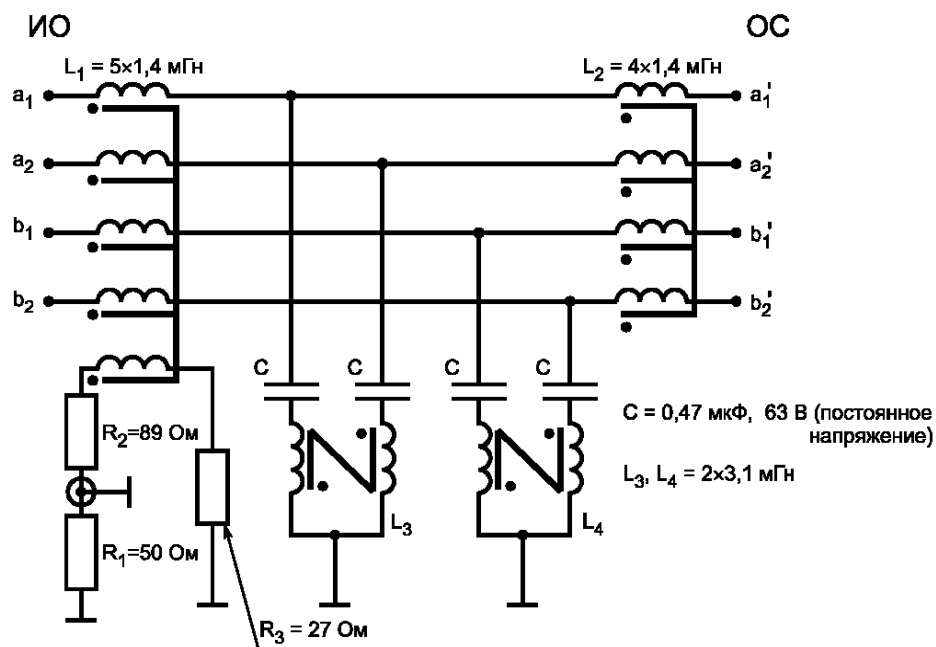 ИО
ОС
L₁ = 5×1,4 мГн
L₂ = 4×1,4 мГн
a₁
a₁'
a₂
a₂'
b₁
b₁'
b₂
b₂'
C
C
C
C
R₂=89 Ом
C = 0,47 мкФ, 63 В (постоянное
напряжение)
L₃, L₄ = 2×3,1 мГн
L₃
L₄
R₁=50 Ом
R₃ = 27 Ом